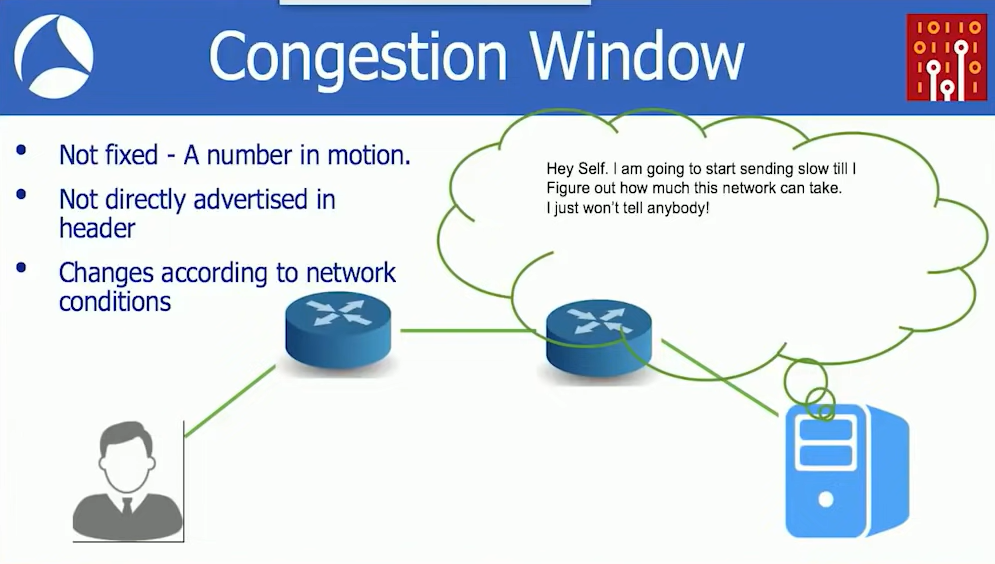 Congestion Window
• Not fixed - A number in motion.
• Not directly advertised in
header
• Changes according to network
conditions
Hey Self. I am going to start sending slow till I
Figure out how much this network can take.
I just won't tell anybody!